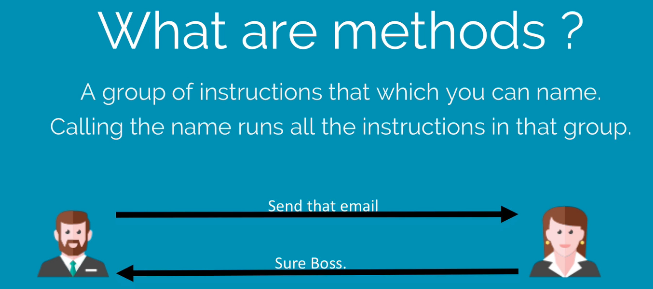 What are methods ?
A group of instructions that which you can name.
Calling the name runs all the instructions in that group.
Send that email
Sure Boss.